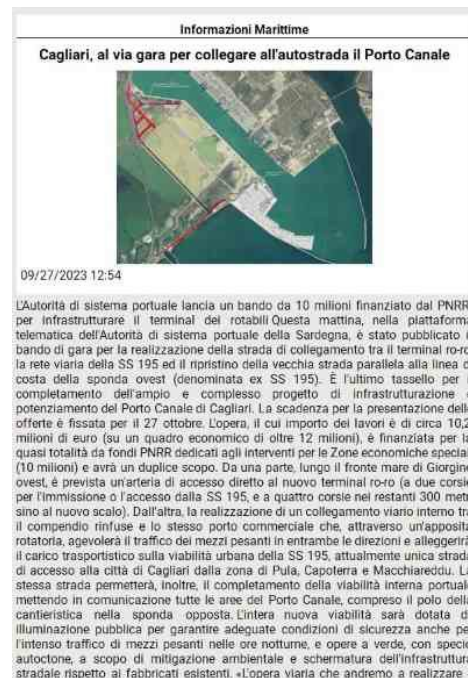 Informazioni Marittime
Cagliari, al via gara per collegare all'autostrada il Porto Canale
09/27/2023 12:54
L'Autorità di sistema portuale lancia un bando da 10 milioni finanziato dal PNRR
per infrastrutturare il terminal dei rotabili Questa mattina, nella piattaforma
telematica dell'Autorità di sistema portuale della Sardegna, è stato pubblicato
bando di gara per la realizzazione della strada di collegamento tra il terminal ro-ro,
la rete viaria della SS 195 ed il ripristino della vecchia strada parallela alla linea
costa della sponda ovest (denominata ex SS 195). È l'ultimo tassello per
completamento dell'ampio e complesso progetto di infrastrutturazione
potenziamento del Porto Canale di Cagliari. La scadenza per la presentazione
offerte è fissata per il 27 ottobre. L'opera, il cui importo dei lavori è di circa 10,2
milioni di euro (su un quadro economico di oltre 12 milioni), è finanziata per la
quasi totalità da fondi PNRR dedicati agli interventi per le Zone economiche
(10 milioni) e avrà un duplice scopo. Da una parte, lungo il fronte mare di Giorgino
ovest, è prevista un'arteria di accesso diretto al nuovo terminal ro-ro (a due corsie
per l'immissione o l'accesso dalla SS 195, e a quattro corsie nei restanti 300
sino al nuovo scalo). Dall'altra, la realizzazione di un collegamento viario interno
il compendio rinfuse e lo stesso porto commerciale che, attraverso un'apposita
rotatoria, agevolerà il traffico dei mezzi pesanti in entrambe le direzioni e alleggerirà
il carico trasportistico sulla viabilità urbana della SS 195, attualmente unica strada
di accesso alla città di Cagliari dalla zona di Pula, Capoterra e Macchiareddu.
stessa strada permetterà, inoltre, il completamento della viabilità interna
mettendo in comunicazione tutte le aree del Porto Canale, compreso il polo della
cantieristica nella sponda opposta. L'intera nuova viabilità sarà dotata
illuminazione pubblica per garantire adeguate condizioni di sicurezza anche
l'intenso traffico di mezzi pesanti nelle ore notturne, e opere a verde, con
autoctone, a scopo di mitigazione ambientale e schermatura
stradale rispetto ai fabbricati esistenti. «L'opera viaria che andremo a realizzare